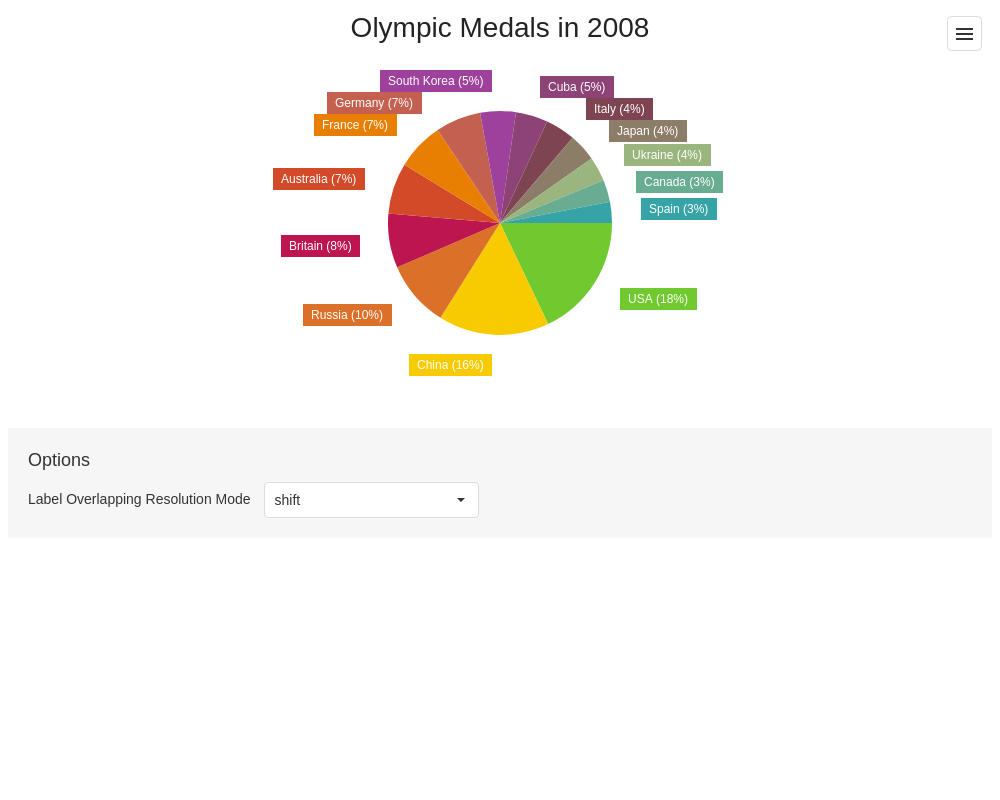 Olympic Medals in 2008
South Korea (5%)
Cuba (5%)
Germany (7%)
Italy (4%)
France (7%)
Japan (4%)
Ukraine (4%)
Australia (7%)
Canada (3%)
Spain (3%)
Britain (8%)
USA (18%)
Russia (10%)
China (16%)
Options
Label Overlapping Resolution Mode shift